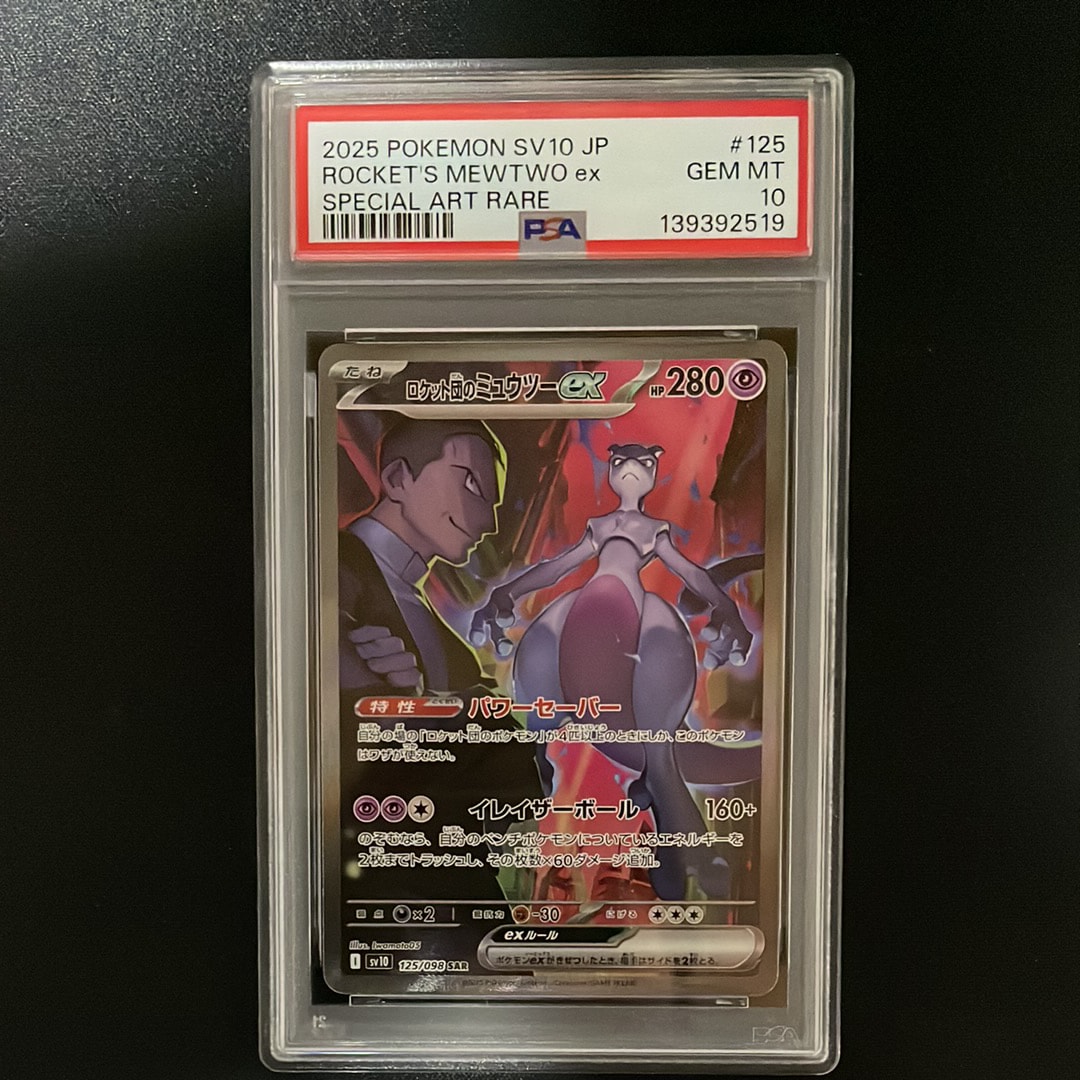 2025 POKEMON SV10 JP #125
ROCKET'S MEWTWO ex GEM MT
SPECIAL ART RARE 10
PSA 139392519
たね ロケット団のミュウツーex HP280
特性 パワーセーバー
自分の場の「ロケット団のポケモン」が4匹以上のときにしか、このポケモン
はワザが使えない。
イレイザーボール 160+
のぞむなら、自分のベンチポケモンについているエネルギーを
2枚までトラッシュし、その枚数×60ダメージ追加。
弱点 ×2 抵抗力 -30 にげる
exルール
ポケモンexがきぜつしたとき、相手はサイドを2枚とる。
Illus. Iwamoto05
I sv10 125/098 SAR
PSA